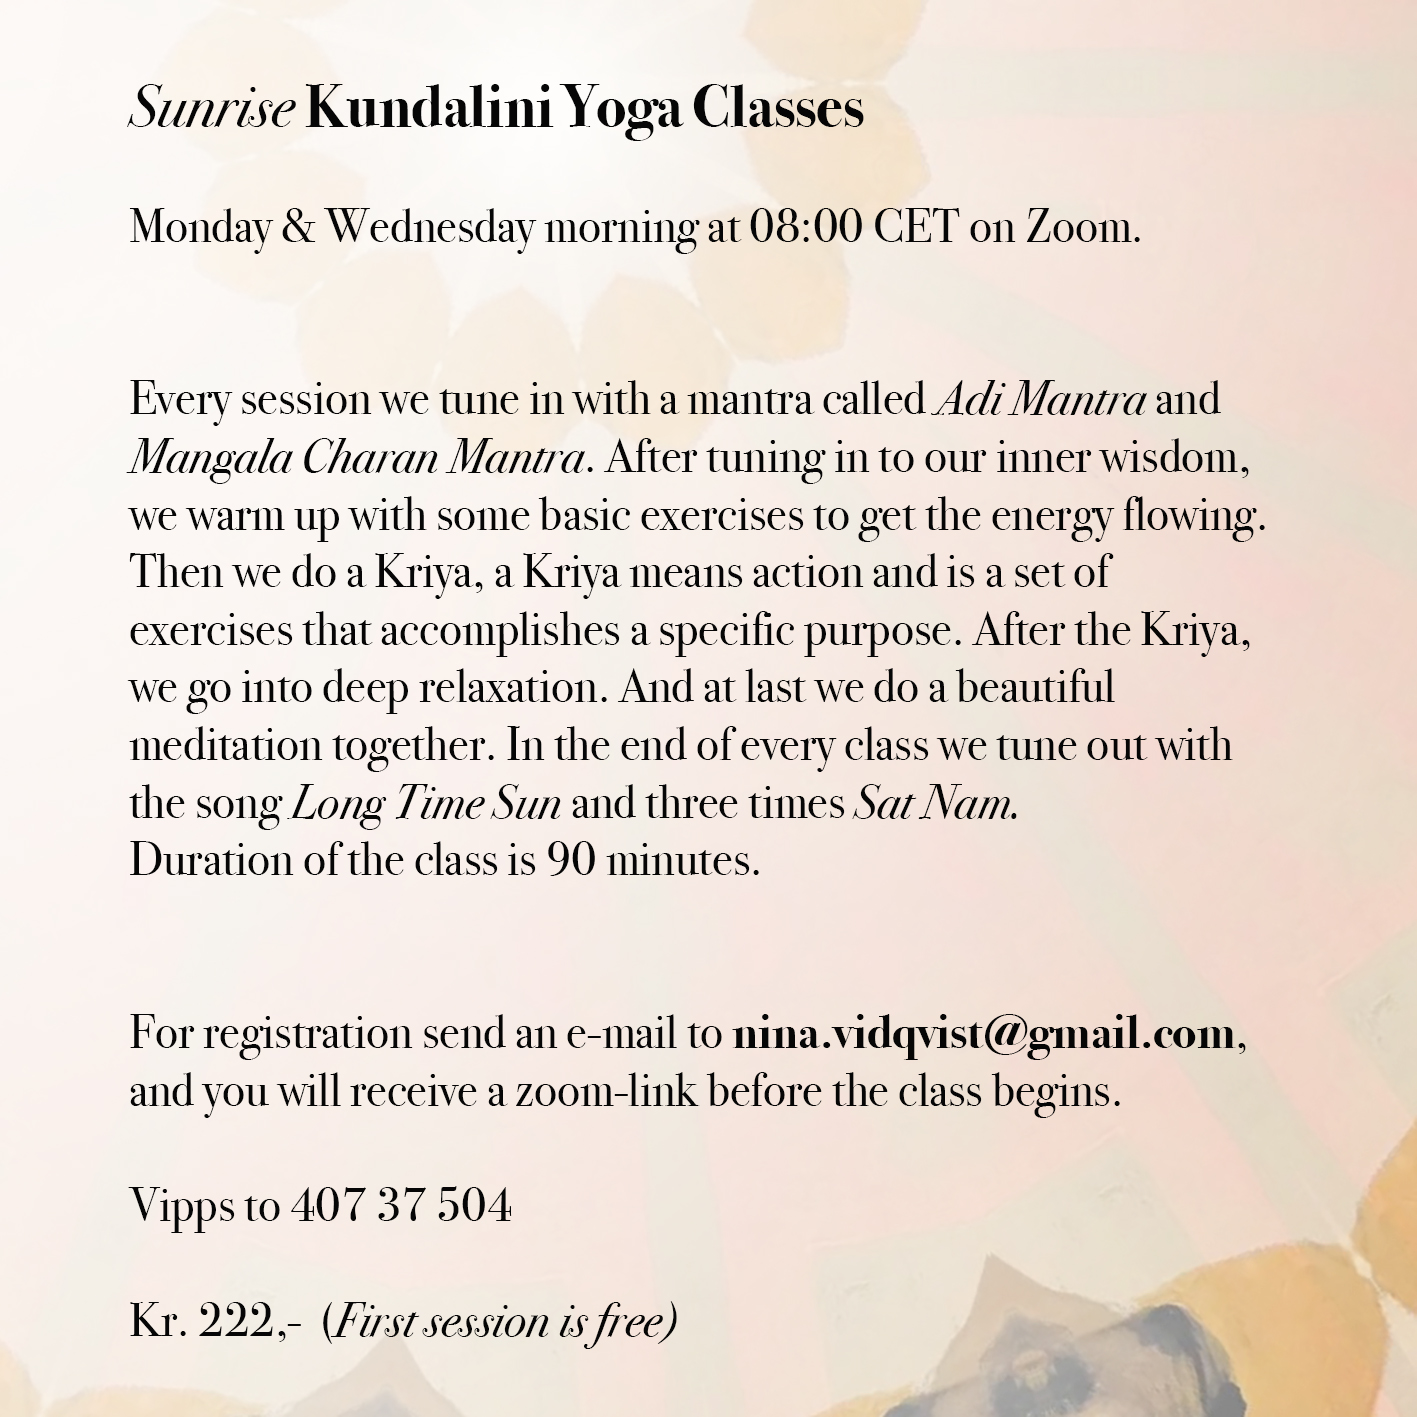 Sunrise Kundalini Yoga Classes
Monday & Wednesday morning at 08:00 CET on Zoom.
Every session we tune in with a mantra called Adi Mantra and
Mangala Charan Mantra. After tuning in to our inner wisdom,
we warm up with some basic exercises to get the energy flowing.
Then we do a Kriya, a Kriya means action and is a set of
exercises that accomplishes a specific purpose. After the Kriya,
we go into deep relaxation. And at last we do a beautiful
meditation together. In the end of every class we tune out with
the song Long Time Sun and three times Sat Nam.
Duration of the class is 90 minutes.
For registration send an e-mail to nina.vidqvist@gmail.com,
and you will receive a zoom-link before the class begins.
Vipps to 407 37 504
Kr. 222,- (First session is free)